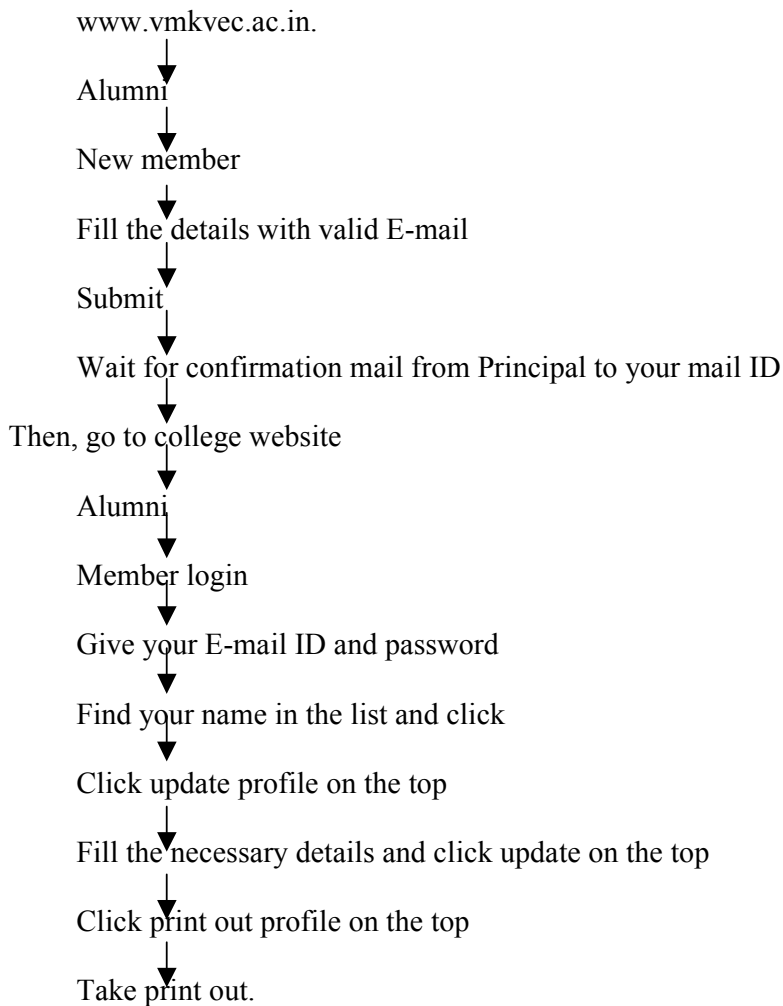 www.vmkvec.ac.in.
Alumni
New member
Fill the details with valid E-mail
Submit
Wait for confirmation mail from Principal to your mail ID
Then, go to college website
Alumni
Member login
Give your E-mail ID and password
Find your name in the list and click
Click update profile on the top
Fill the necessary details and click update on the top
Click print out profile on the top
Take print out.